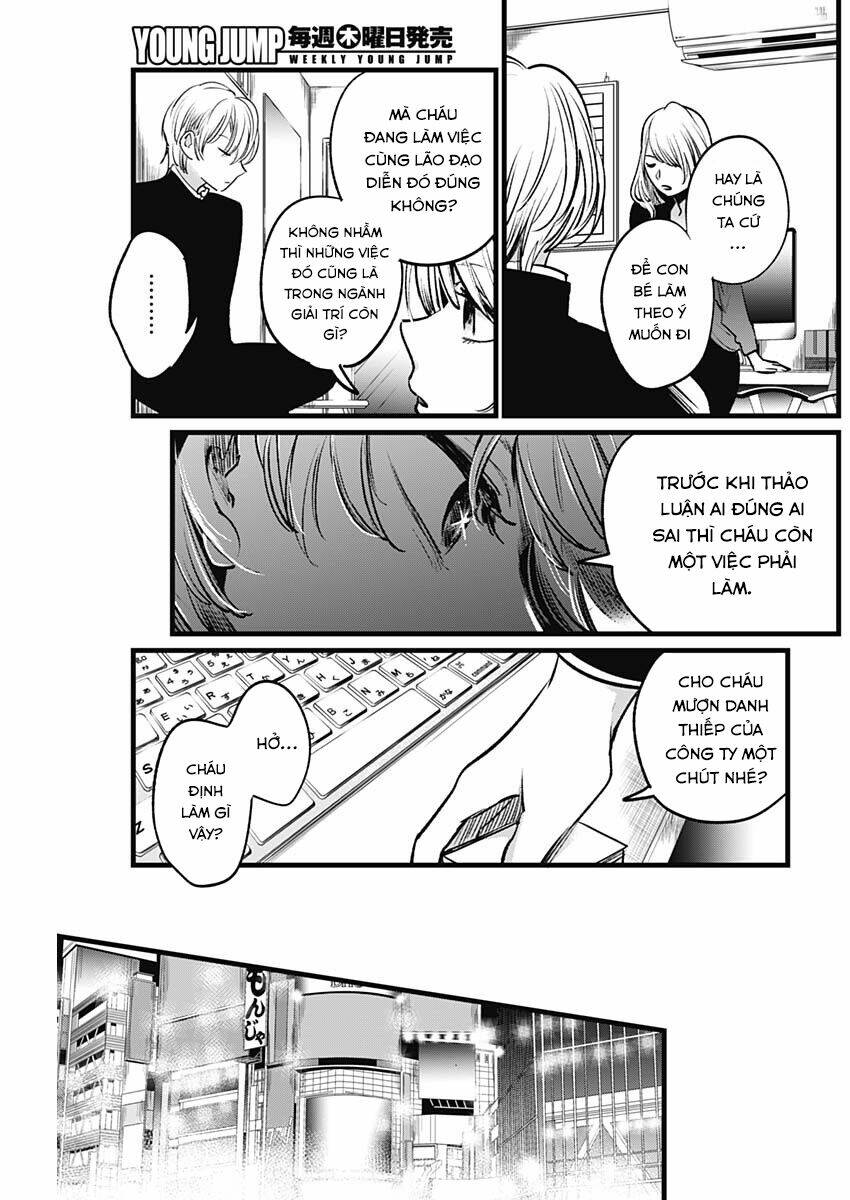 YOUNG JUMP 毎週木曜日発売
WEEKLY YOUNG JUMP
HAY LÀ
CHÚNG
TA CỨ
...
ĐỂ CON
BÉ LÀM
THEO Ý
MUỐN ĐI
MÀ CHÁU
ĐANG LÀM VIỆC
CÙNG LÃO ĐẠO
DIỄN ĐÓ ĐÚNG
KHÔNG?
KHÔNG NHẦM
THÌ NHỮNG VIỆC
ĐÓ CŨNG LÀ
TRONG NGÀNH
GIẢI TRÍ CÒN
GÌ?
.......
TRƯỚC KHI THẢO
LUẬN AI ĐÚNG AI
SAI THÌ CHÁU CÒN
MỘT VIỆC PHẢI
LÀM.
CHO CHÁU
MƯỢN DANH
THIẾP CỦA
CÔNG TY MỘT
CHÚT NHÉ?
HỞ...
CHÁU
ĐỊNH
LÀM GÌ
VẬY?
もんじゃ